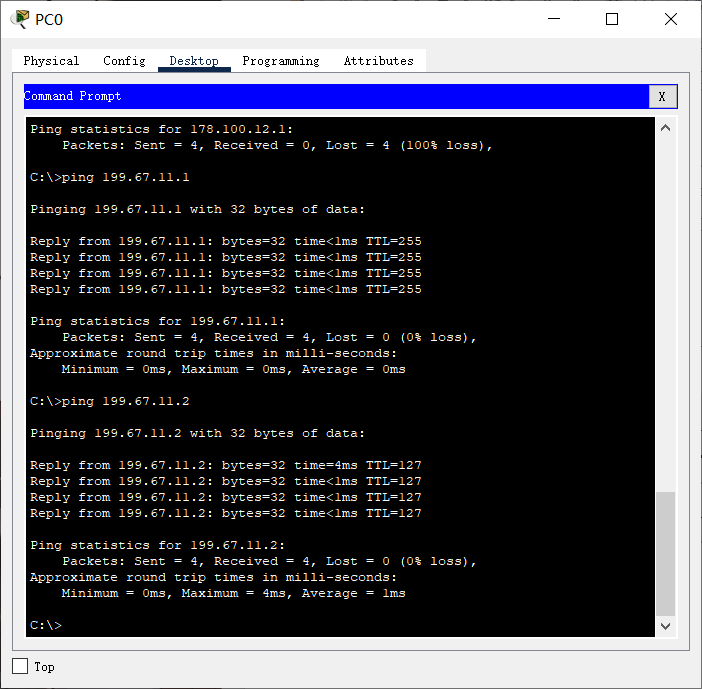 PC0
Physical Config Desktop Programming Attributes
Command Prompt
X
Ping statistics for 178.100.12.1:
    Packets: Sent = 4, Received = 0, Lost = 4 (100% loss),
C:\>ping 199.67.11.1
Pinging 199.67.11.1 with 32 bytes of data:
Reply from 199.67.11.1: bytes=32 time<1ms TTL=255
Reply from 199.67.11.1: bytes=32 time<1ms TTL=255
Reply from 199.67.11.1: bytes=32 time<1ms TTL=255
Reply from 199.67.11.1: bytes=32 time<1ms TTL=255
Ping statistics for 199.67.11.1:
    Packets: Sent = 4, Received = 4, Lost = 0 (0% loss),
Approximate round trip times in milli-seconds:
    Minimum = 0ms, Maximum = 0ms, Average = 0ms
C:\>ping 199.67.11.2
Pinging 199.67.11.2 with 32 bytes of data:
Reply from 199.67.11.2: bytes=32 time=4ms TTL=127
Reply from 199.67.11.2: bytes=32 time<1ms TTL=127
Reply from 199.67.11.2: bytes=32 time<1ms TTL=127
Reply from 199.67.11.2: bytes=32 time<1ms TTL=127
Ping statistics for 199.67.11.2:
    Packets: Sent = 4, Received = 4, Lost = 0 (0% loss),
Approximate round trip times in milli-seconds:
    Minimum = 0ms, Maximum = 4ms, Average = 1ms
C:\>
Top